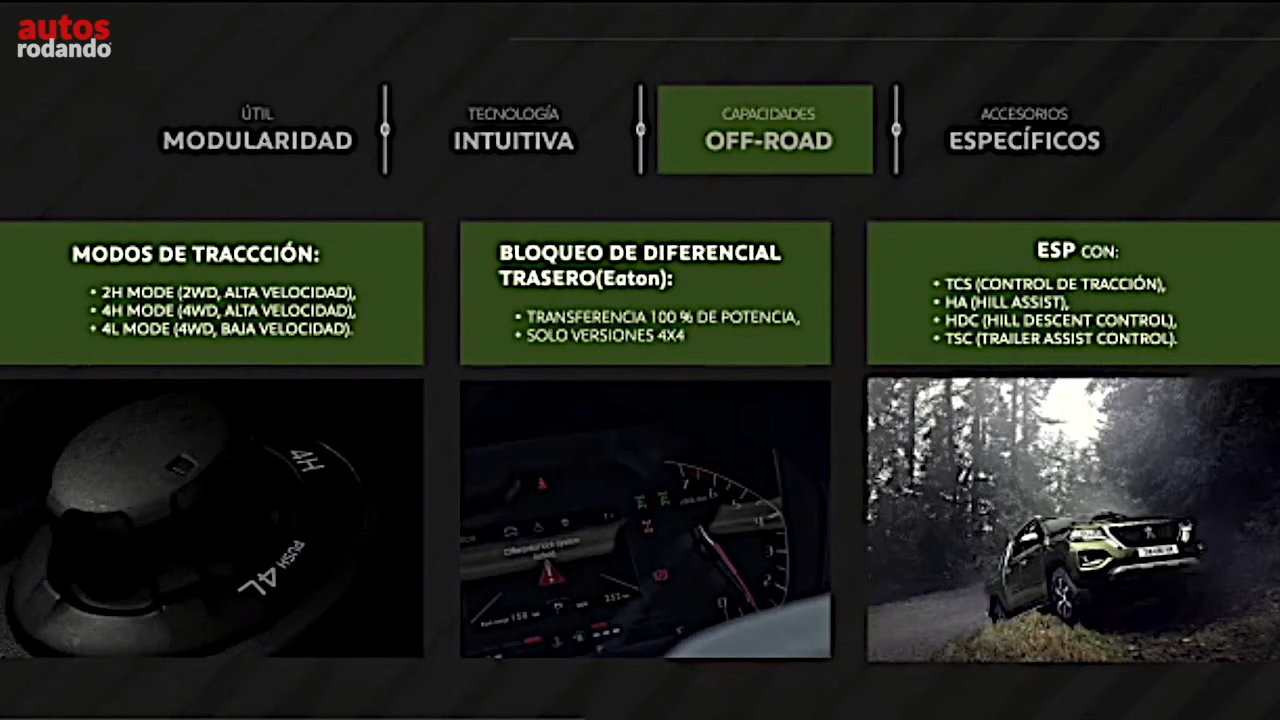 autos
rodando
ÚTIL
MODULARIDAD
TECNOLOGÍA
INTUITIVA
CAPACIDADES
OFF-ROAD
ACCESORIOS
ESPECÍFICOS
MODOS DE TRACCCIÓN:
• 2H MODE (2WD, ALTA VELOCIDAD),
• 4H MODE (4WD, ALTA VELOCIDAD),
• 4L MODE (4WD, BAJA VELOCIDAD).
BLOQUEO DE DIFERENCIAL
TRASERO(Eaton):
• TRANSFERENCIA 100 % DE POTENCIA,
• SOLO VERSIONES 4X4
ESP CON:
• TCS (CONTROL DE TRACCIÓN),
• HA (HILL ASSIST),
• HDC (HILL DESCENT CONTROL),
• TSC (TRAILER ASSIST CONTROL).
4H
PUSH 4L
Differential lock system